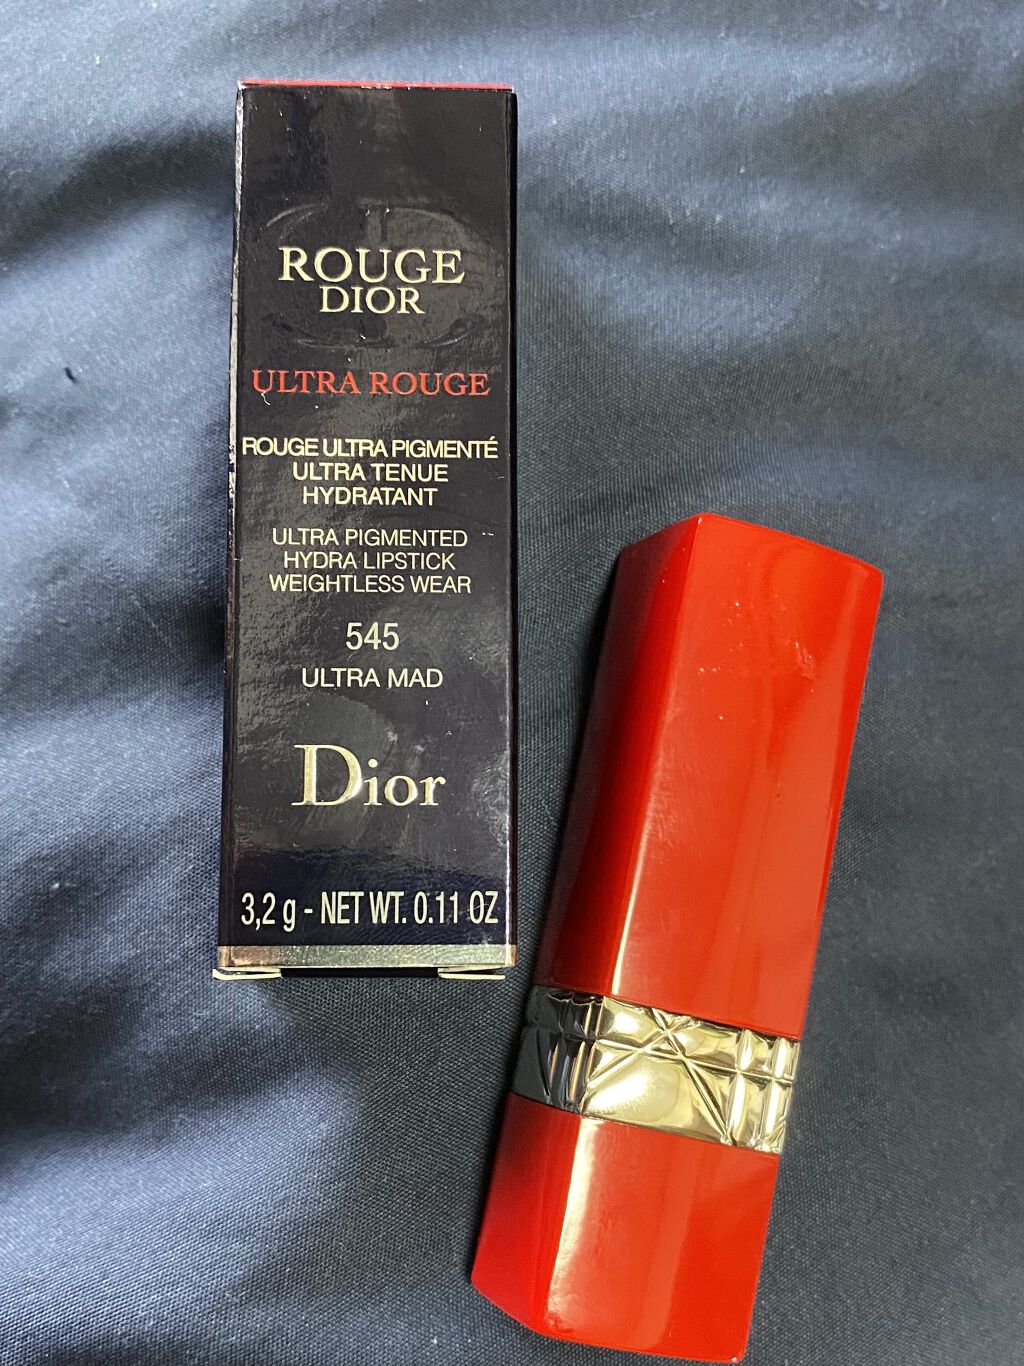 ROUGE
DIOR
ULTRA ROUGE
ROUGE ULTRA PIGMENTÉ
ULTRA TENUE
HYDRATANT
ULTRA PIGMENTED
HYDRA LIPSTICK
WEIGHTLESS WEAR
545
ULTRA MAD
Dior
3,2 g - NET WT. 0.11 OZ